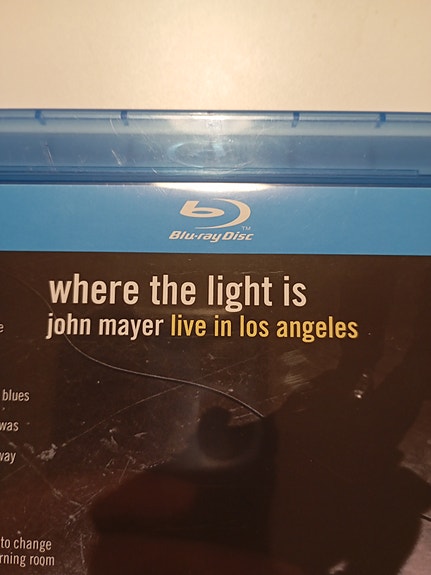 Blu-ray Disc™
where the light is
john mayer live in los angeles
e
blues
was
way
to change
rning room